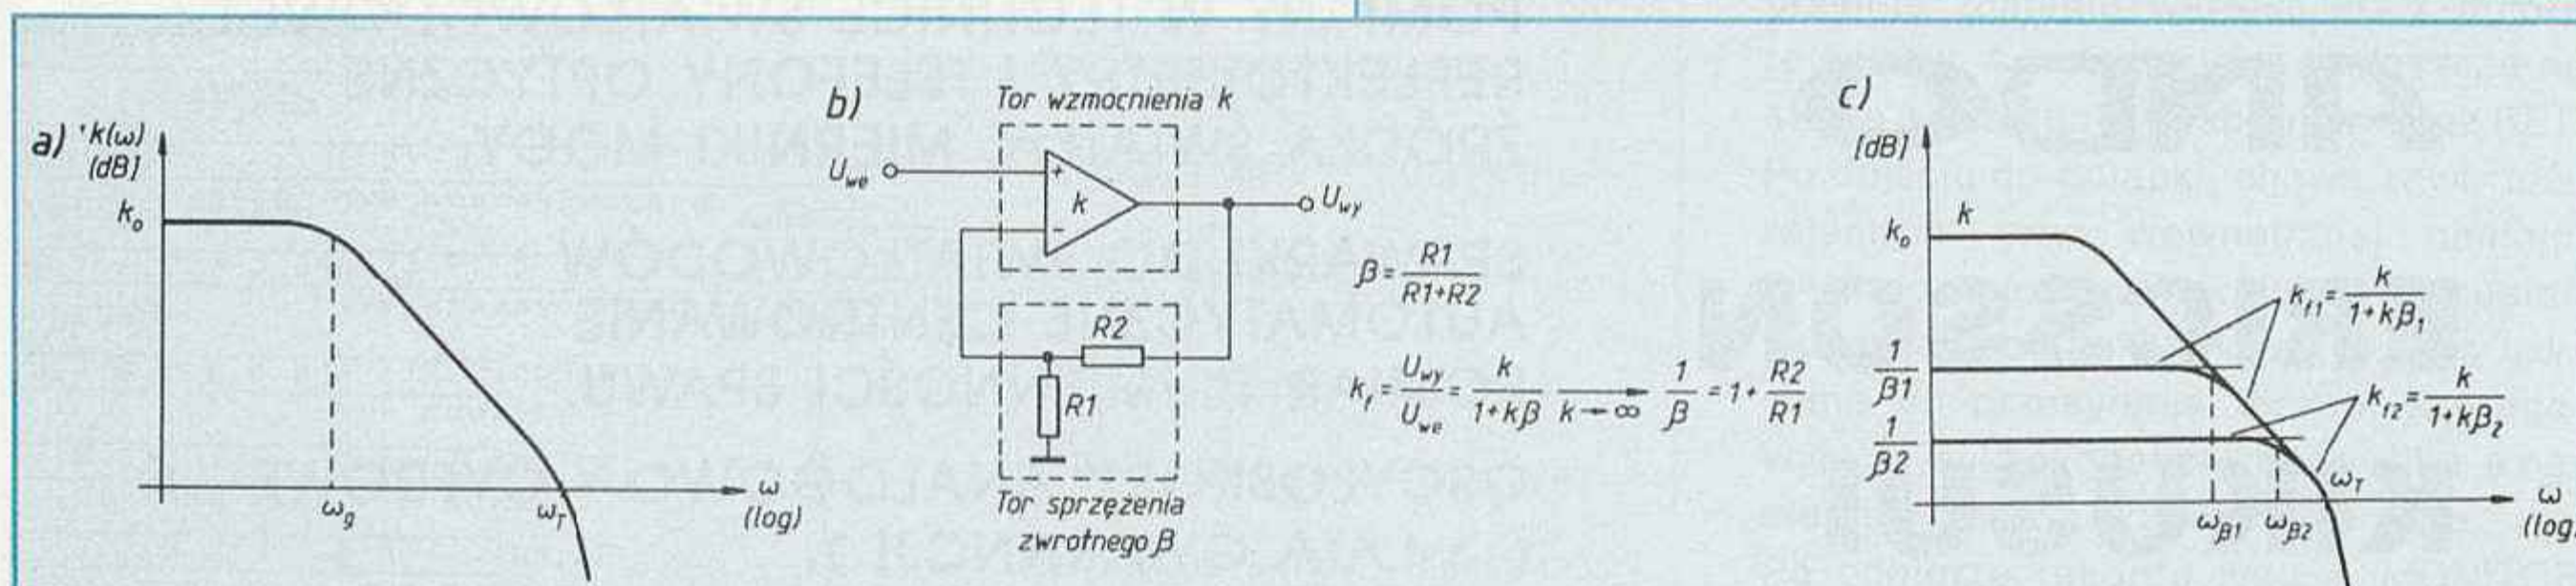 a) k(ω)
[dB]
k₀
ω_g
ω_T
ω
(log)
b)
Tor wzmocnienia k
U_we
+
k
-
U_wy
R2
R1
Tor sprzężenia
zwrotnego β
β = R1 / (R1+R2)
k_f = U_wy / U_we = k / (1+kβ) → k→∞ 1/β = 1 + R2/R1
c)
[dB]
k₀
k
1/β1
1/β2
k_f1 = k / (1+kβ₁)
k_f2 = k / (1+kβ₂)
ω_T
ω_β1
ω_β2
ω
(log